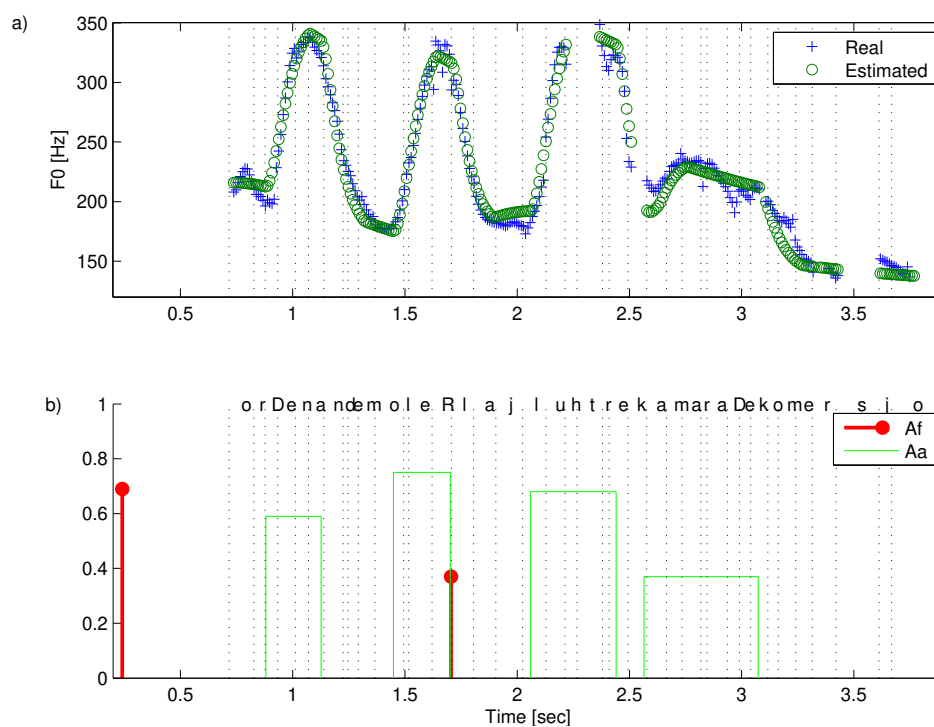 a)
350
300
250
200
150
F0 [Hz]
Real
Estimated
0.5 1 1.5 2 2.5 3 3.5
b)
o r D e n a n d e m o l e R l a j l u h t r e k a m a r a D e k o m e r s j o
1
0.8
0.6
0.4
0.2
0
Af
Aa
0.5 1 1.5 2 2.5 3 3.5
Time [sec]